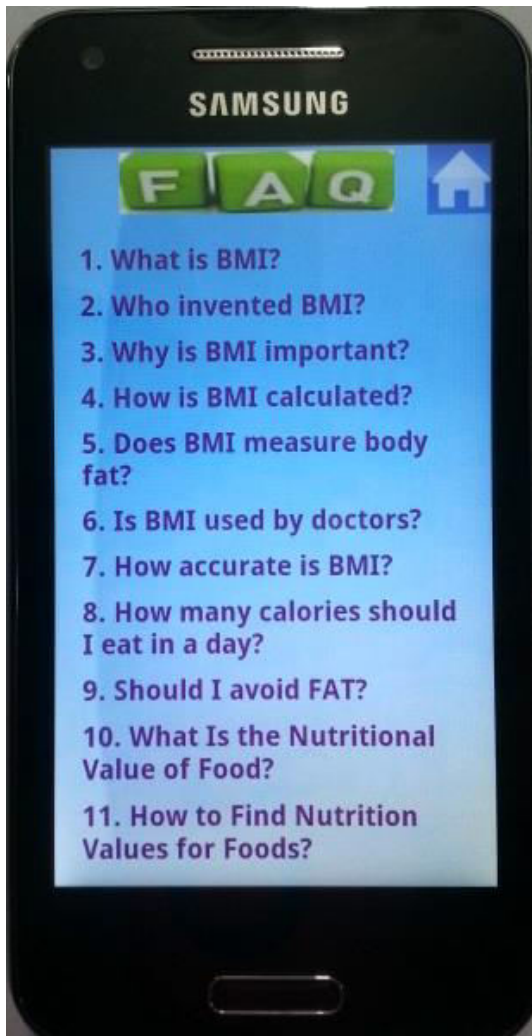 SAMSUNG
F A Q
1. What is BMI?
2. Who invented BMI?
3. Why is BMI important?
4. How is BMI calculated?
5. Does BMI measure body
fat?
6. Is BMI used by doctors?
7. How accurate is BMI?
8. How many calories should
I eat in a day?
9. Should I avoid FAT?
10. What Is the Nutritional
Value of Food?
11. How to Find Nutrition
Values for Foods?